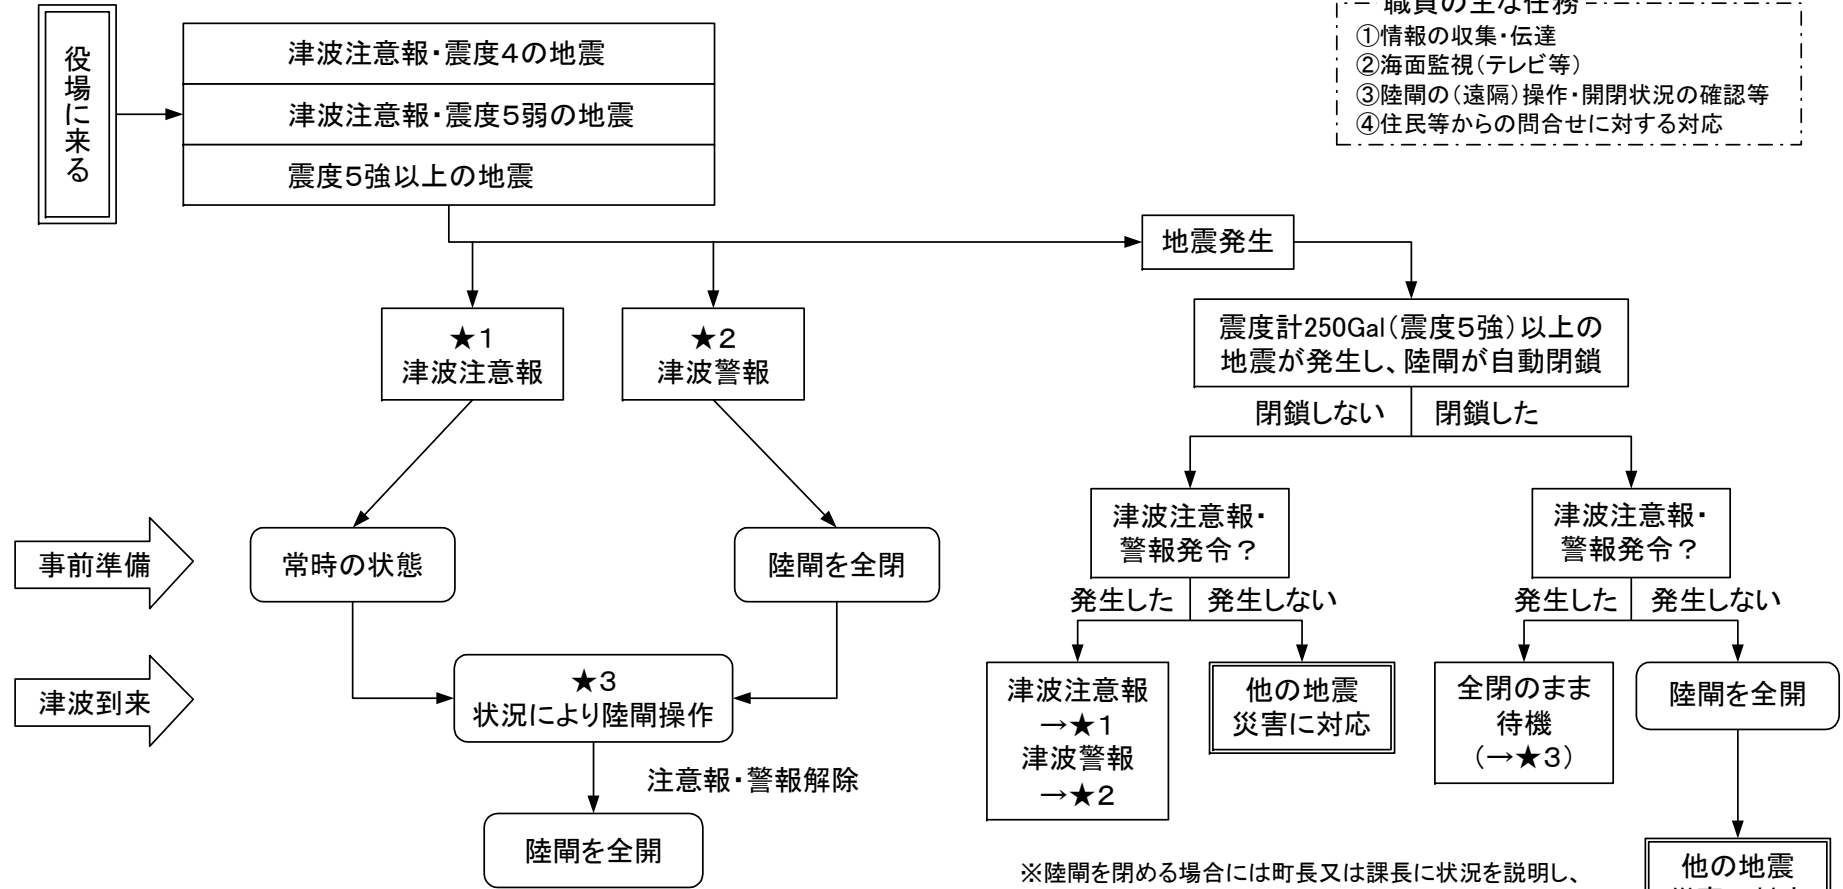 職員の主な任務
①情報の収集・伝達
②海面監視(テレビ等)
③陸閘の(遠隔)操作・開閉状況の確認等
④住民等からの問合せに対する対応
役場に来る
津波注意報・震度4の地震
津波注意報・震度5弱の地震
震度5強以上の地震
地震発生
★1
津波注意報
★2
津波警報
震度計250Gal(震度5強)以上の
地震が発生し、陸閘が自動閉鎖
閉鎖しない
閉鎖した
事前準備
常時の状態
陸閘を全閉
津波注意報・
警報発令?
津波注意報・
警報発令?
発生した
発生しない
発生した
発生しない
津波到来
★3
状況により陸閘操作
津波注意報
→★1
津波警報
→★2
他の地震
災害に対応
全閉のまま
待機
(→★3)
陸閘を全開
注意報・警報解除
陸閘を全開
※陸閘を閉める場合には町長又は課長に状況を説明し、
他の地震